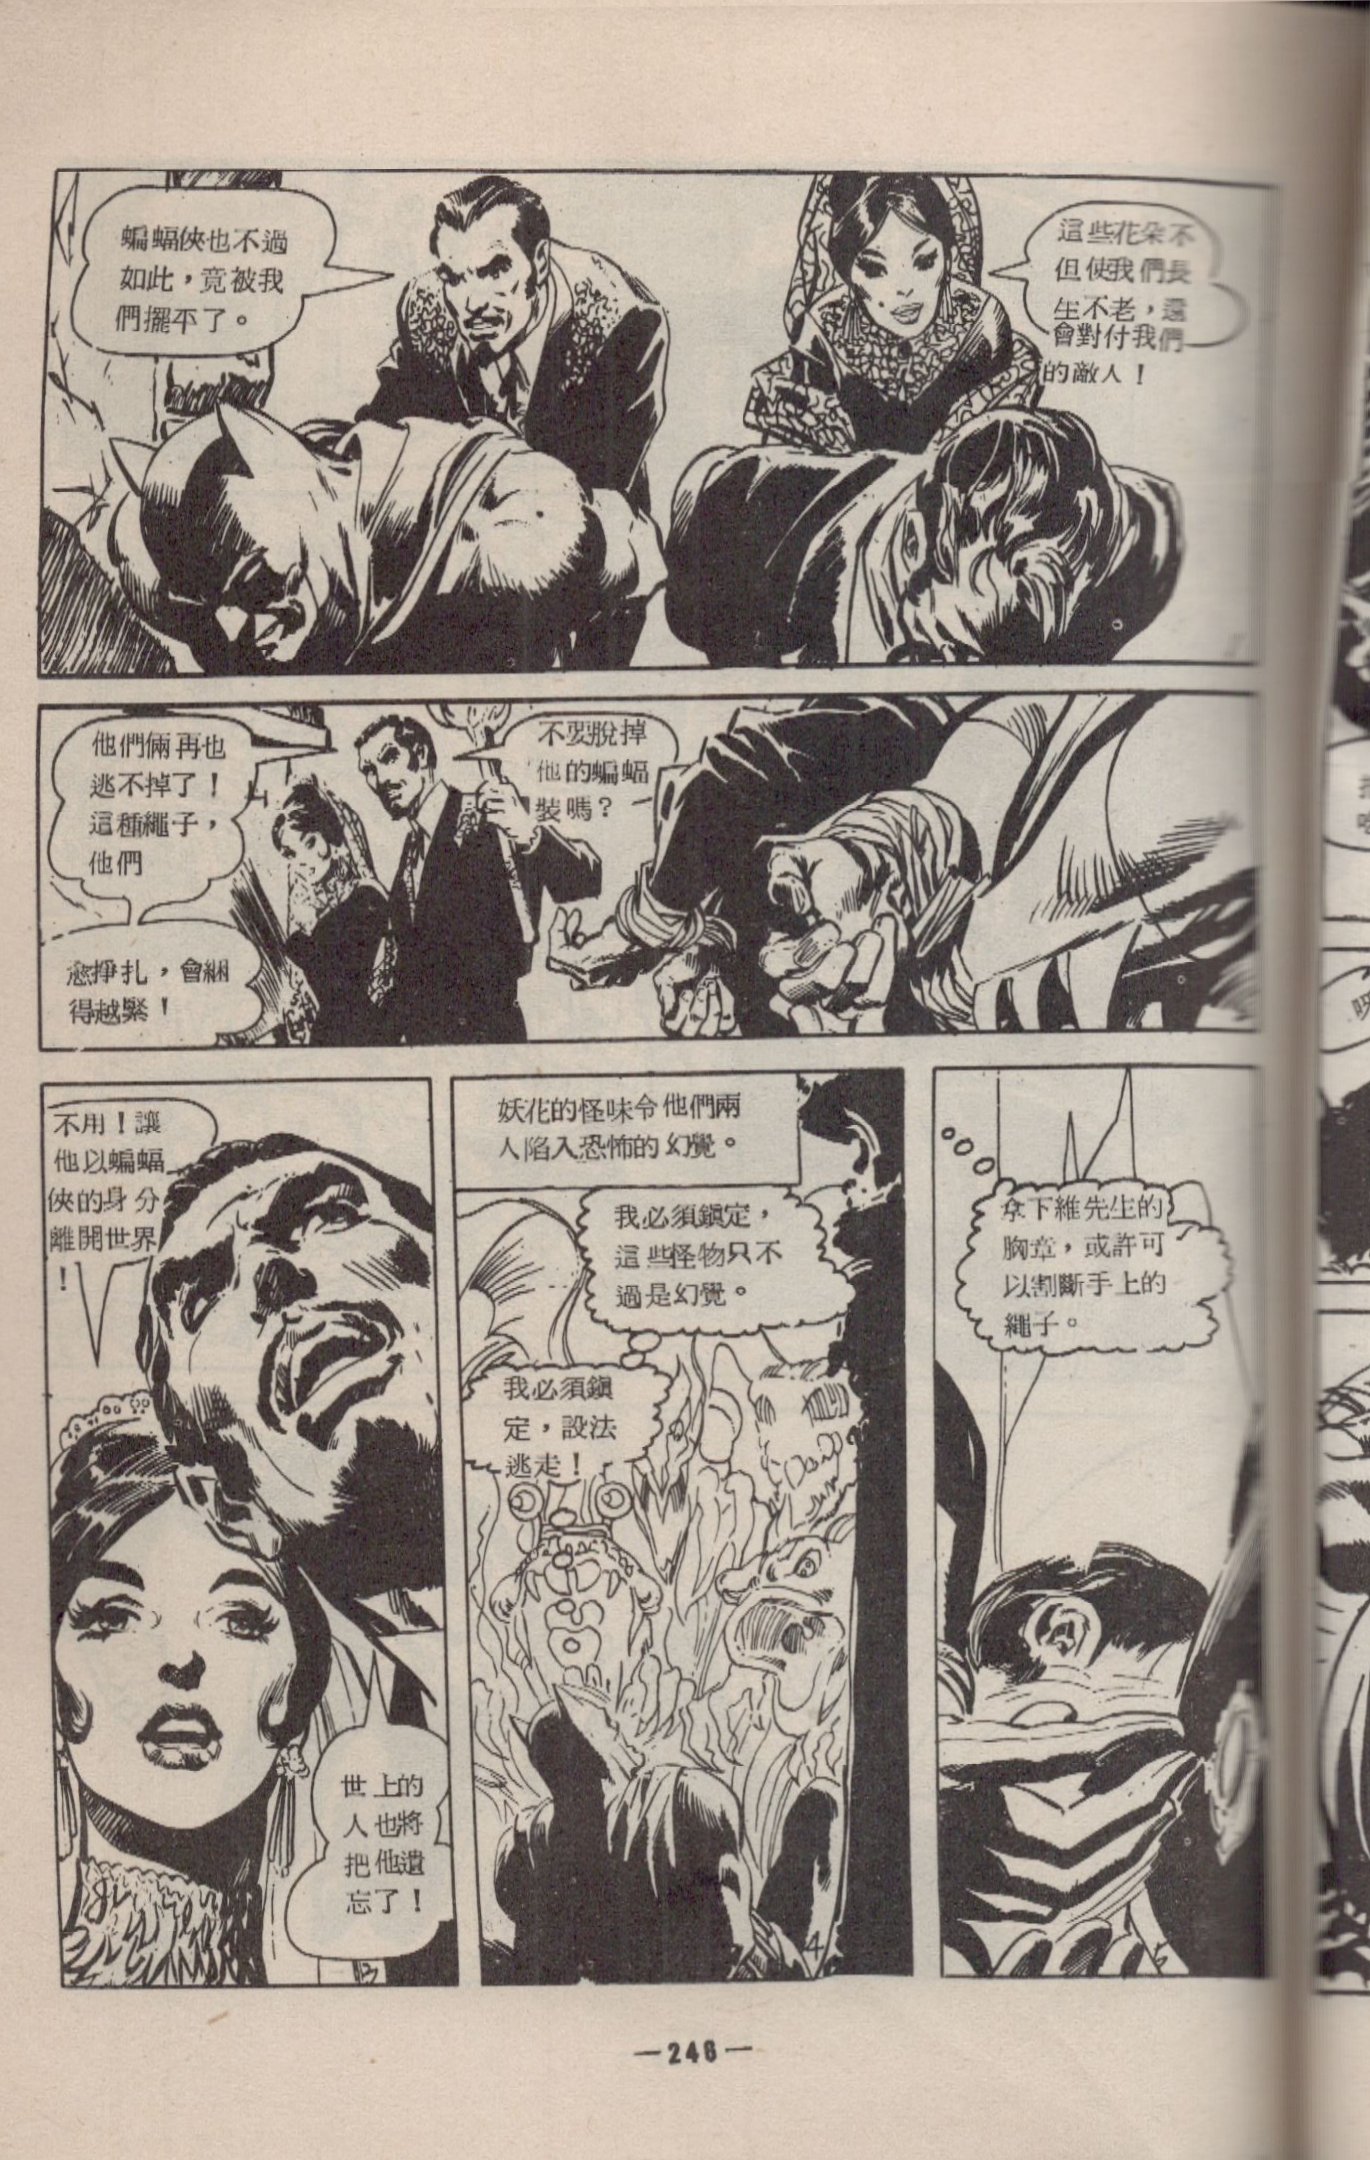 蝙蝠俠也不過
如此，竟被我
們擺平了。
這些花朵不
但使我們長
生不老，還
會對付我們
的敵人！
他們倆再也
逃不掉了！
這種繩子，
他們
愈掙扎，會綑
得越緊！
不要脫掉
他的蝙蝠
裝嗎？
不用！讓
他以蝙蝠
俠的身分
離開世界
！
世上的
人也將
把他遺
忘了！
13
妖花的怪味令他們兩
人陷入恐怖的幻覺。
我必須鎮定，
這些怪物只不
過是幻覺。
我必須鎮
定，設法
逃走！
4
拿下維先生的
胸章，或許可
以割斷手上的
繩子。
—246—